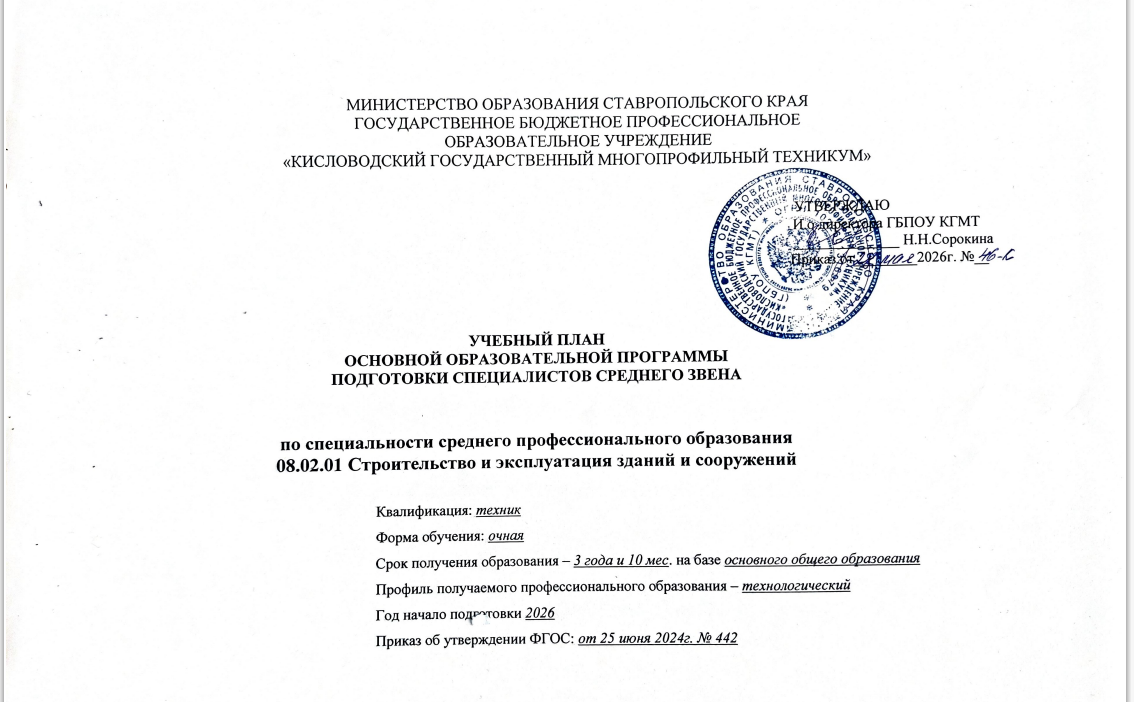 МИНИСТЕРСТВО ОБРАЗОВАНИЯ СТАВРОПОЛЬСКОГО КРАЯ
ГОСУДАРСТВЕННОЕ БЮДЖЕТНОЕ ПРОФЕССИОНАЛЬНОЕ
ОБРАЗОВАТЕЛЬНОЕ УЧРЕЖДЕНИЕ
«КИСЛОВОДСКИЙ ГОСУДАРСТВЕННЫЙ МНОГОПРОФИЛЬНЫЙ ТЕХНИКУМ»
УТВЕРЖДАЮ
И.о.директора ГБПОУ КГМТ
Н.Н.Сорокина
Приказ от мая 2026г. № 46-К
УЧЕБНЫЙ ПЛАН
ОСНОВНОЙ ОБРАЗОВАТЕЛЬНОЙ ПРОГРАММЫ
ПОДГОТОВКИ СПЕЦИАЛИСТОВ СРЕДНЕГО ЗВЕНА
по специальности среднего профессионального образования
08.02.01 Строительство и эксплуатация зданий и сооружений
Квалификация: техник
Форма обучения: очная
Срок получения образования – 3 года и 10 мес. на базе основного общего образования
Профиль получаемого профессионального образования – технологический
Год начало подготовки 2026
Приказ об утверждении ФГОС: от 25 июня 2024г. № 442